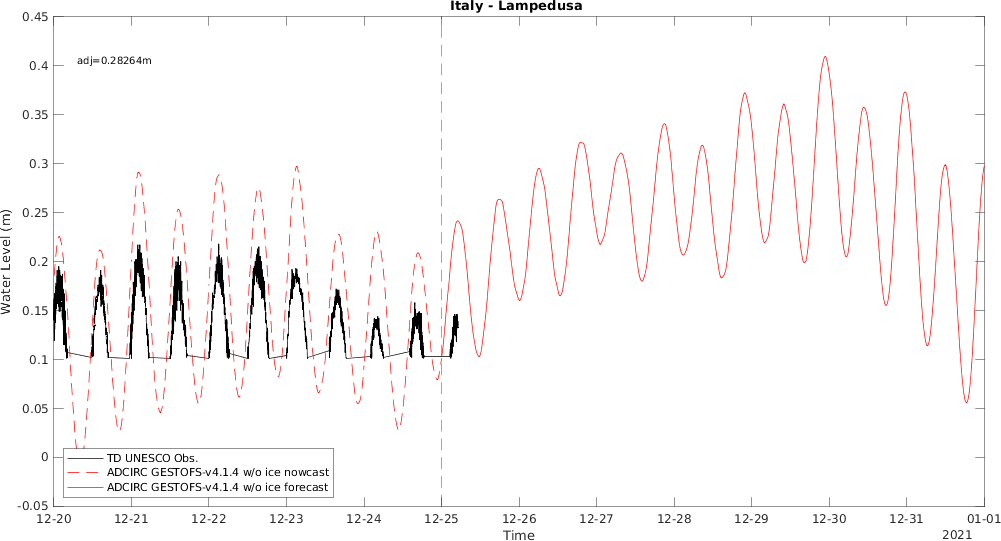 Italy - Lampedusa
adj=0.28264m
Water Level (m)
0.45
0.4
0.35
0.3
0.25
0.2
0.15
0.1
0.05
0
-0.05
TD UNESCO Obs.
ADCIRC GESTOFS-v4.1.4 w/o ice nowcast
ADCIRC GESTOFS-v4.1.4 w/o ice forecast
12-20 12-21 12-22 12-23 12-24 12-25 12-26 12-27 12-28 12-29 12-30 12-31 01-01
Time
2021